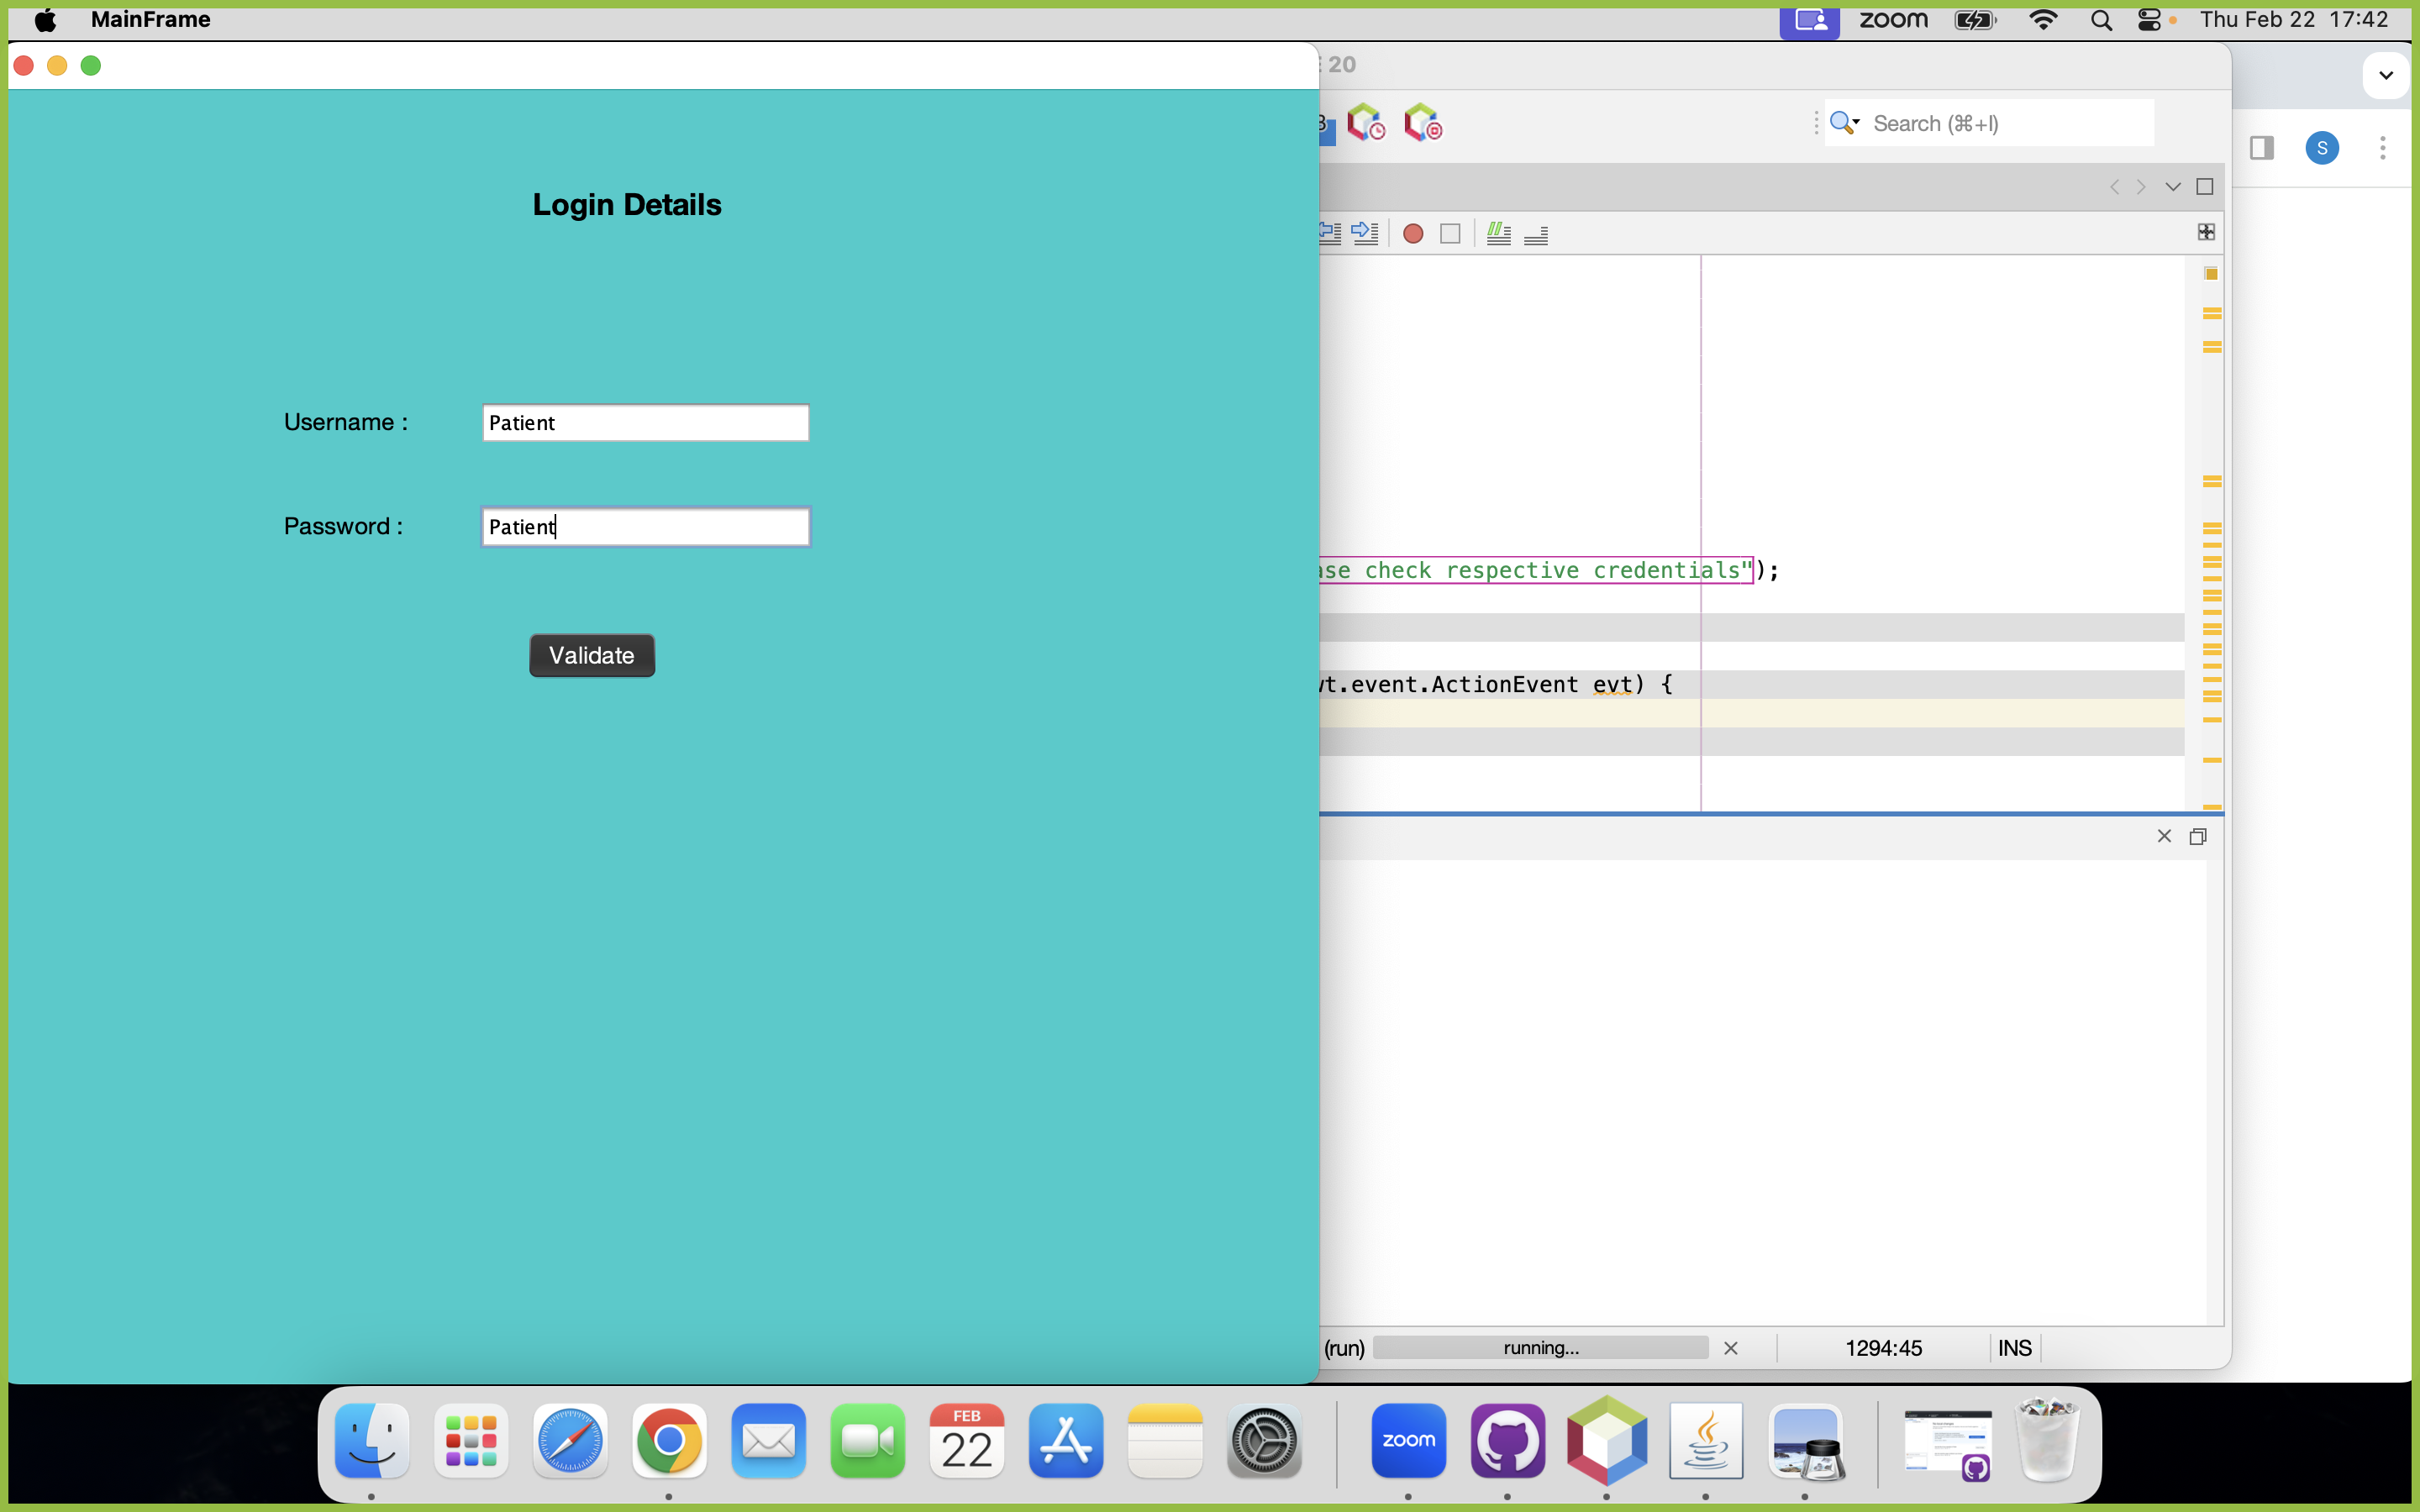 MainFrame
zoom
Thu Feb 22 17:42
20
Search (⌘+I)
S
Login Details
Username :
Patient
Password :
Patient
Validate
ase check respective credentials");
wt.event.ActionEvent evt) {
(run)
running...
1294:45
INS
FEB
22
zoom